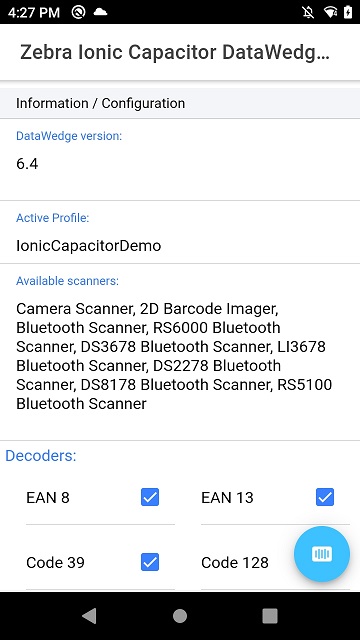 4:27 PM
Zebra Ionic Capacitor DataWedg...
Information / Configuration
DataWedge version:
6.4
Active Profile:
IonicCapacitorDemo
Available scanners:
Camera Scanner, 2D Barcode Imager,
Bluetooth Scanner, RS6000 Bluetooth
Scanner, DS3678 Bluetooth Scanner, LI3678
Bluetooth Scanner, DS2278 Bluetooth
Scanner, DS8178 Bluetooth Scanner, RS5100
Bluetooth Scanner
Decoders:
EAN 8 EAN 13
Code 39 Code 128